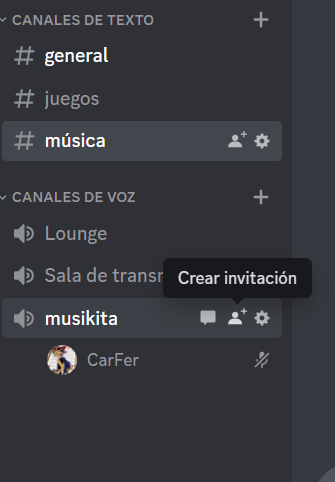 CANALES DE TEXTO
general
juegos
música
CANALES DE VOZ
Lounge
Sala de transm
Crear invitación
musikita
CarFer